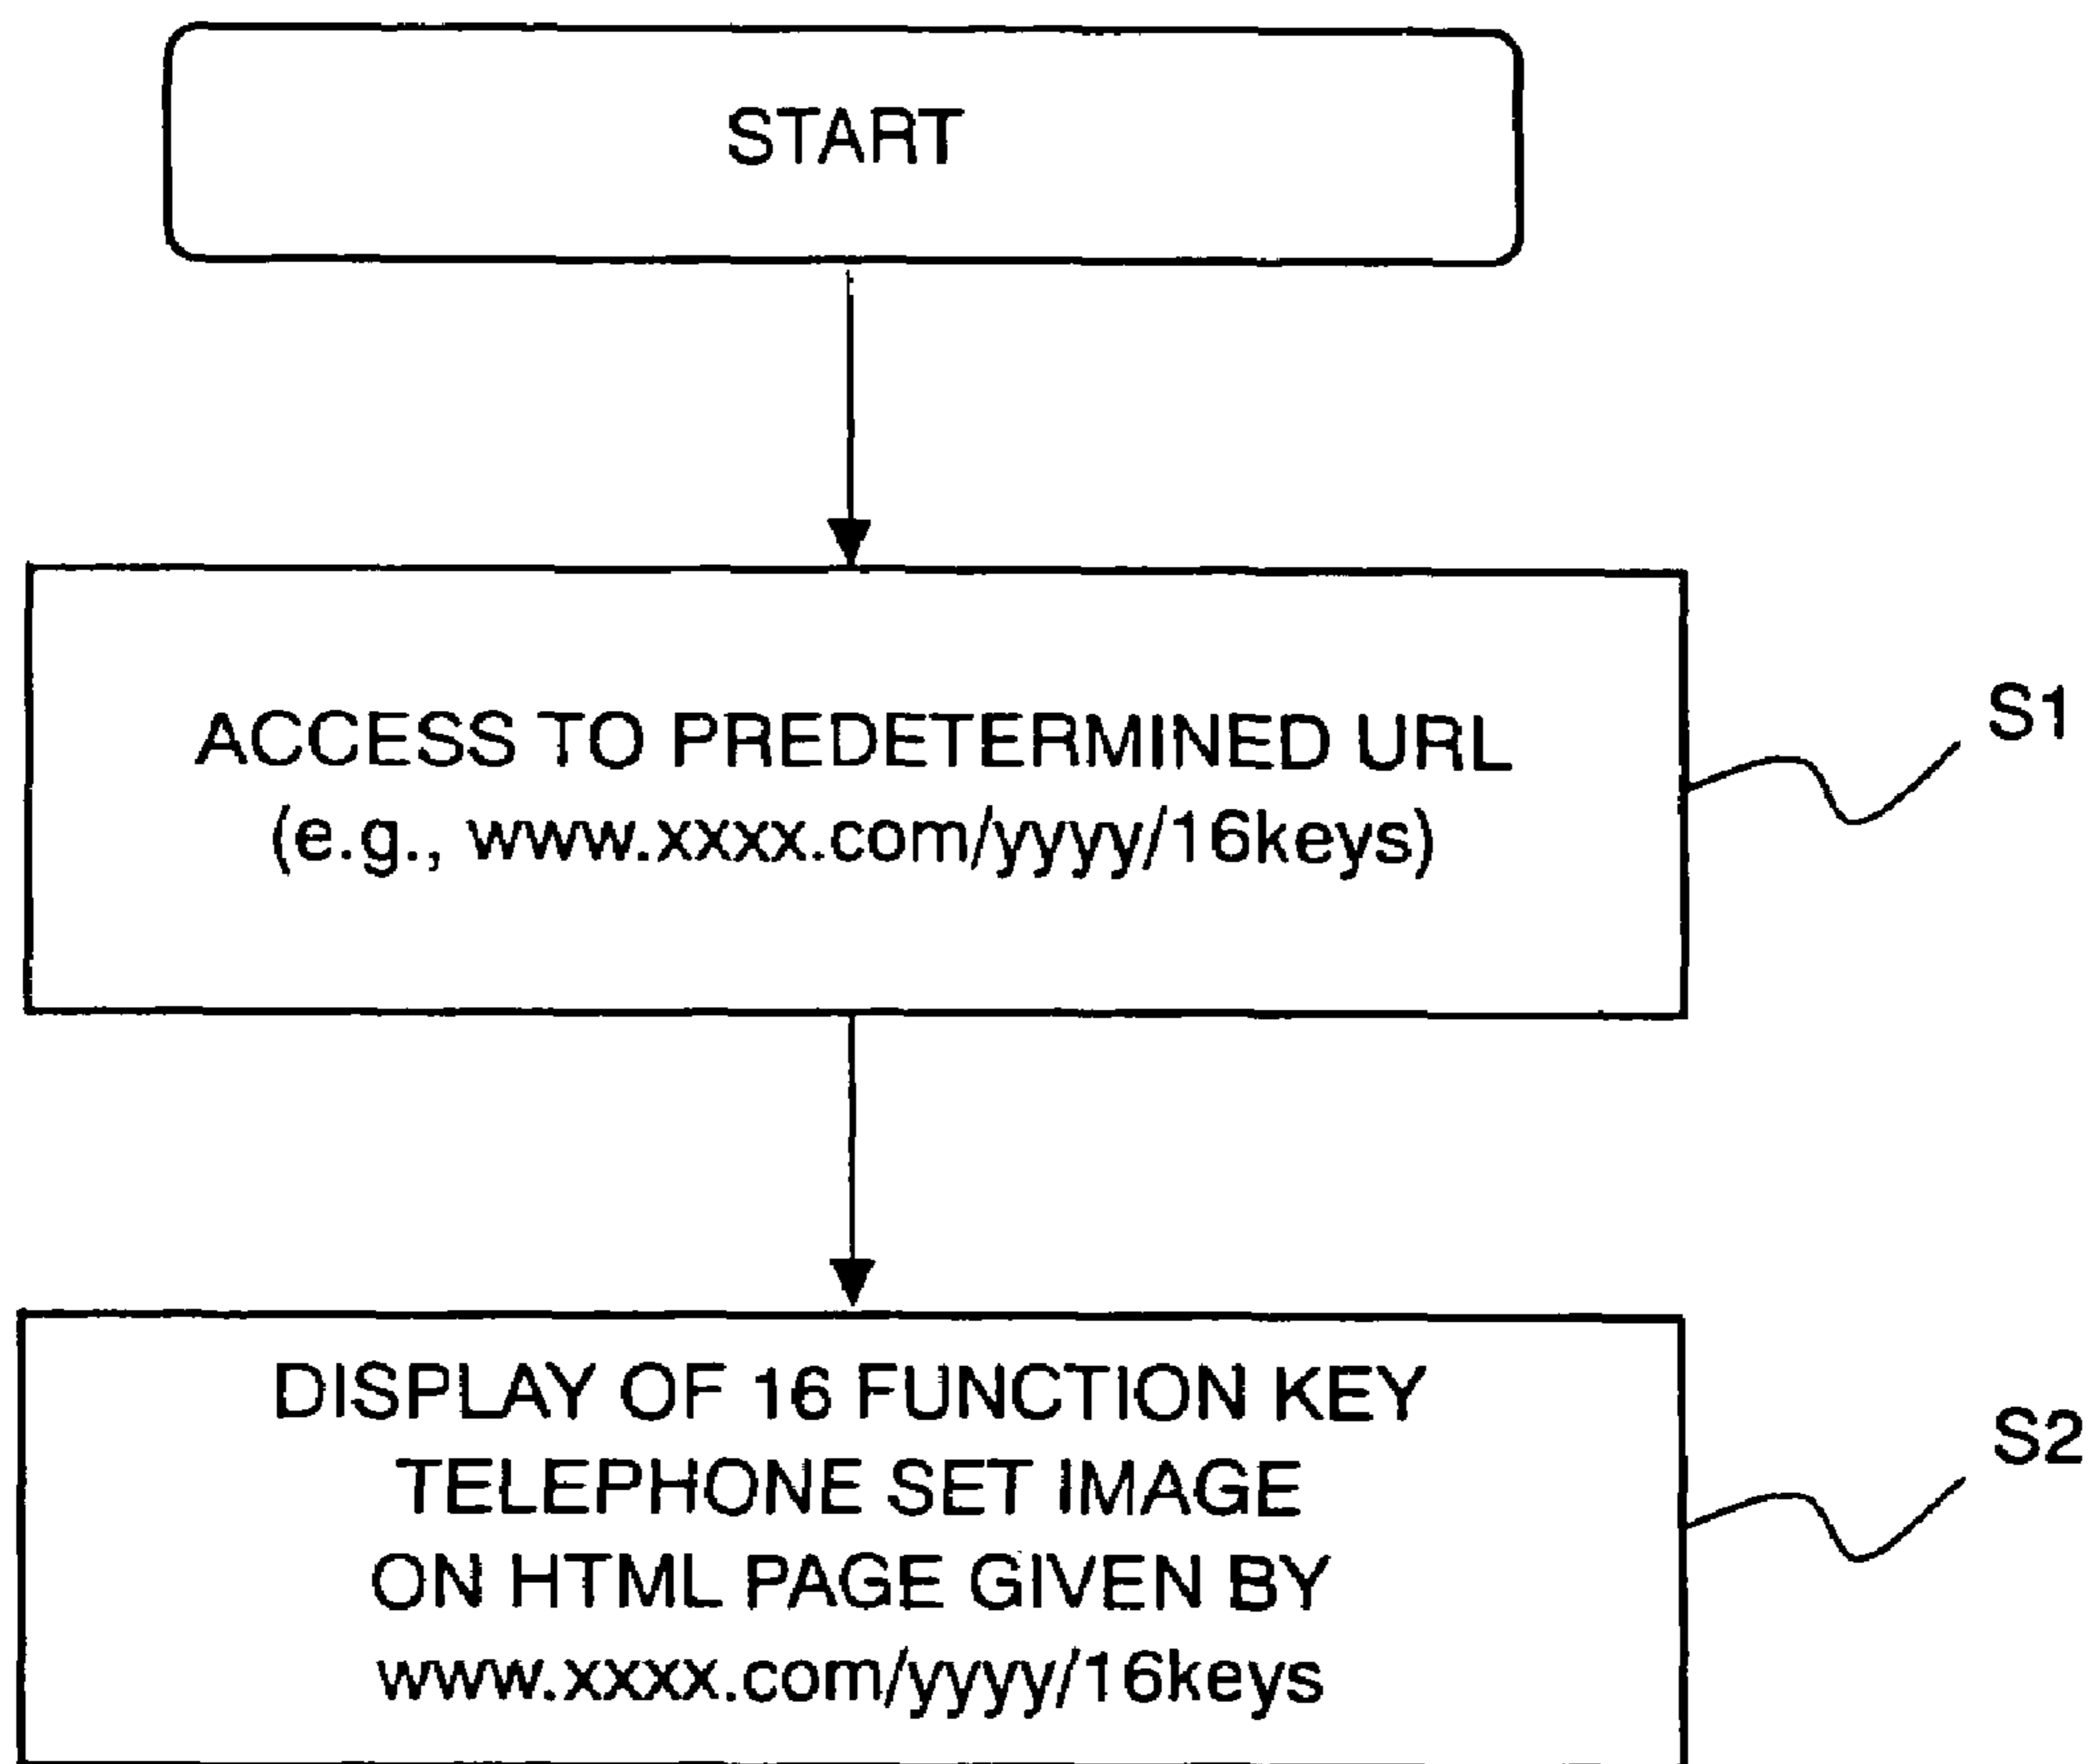 START
ACCESS TO PREDETERMINED URL
(e.g., www.xxxx.com/yyyy/16keys)
S1
DISPLAY OF 16 FUNCTION KEY
TELEPHONE SET IMAGE
ON HTML PAGE GIVEN BY
www.xxxx.com/yyyy/16keys
S2